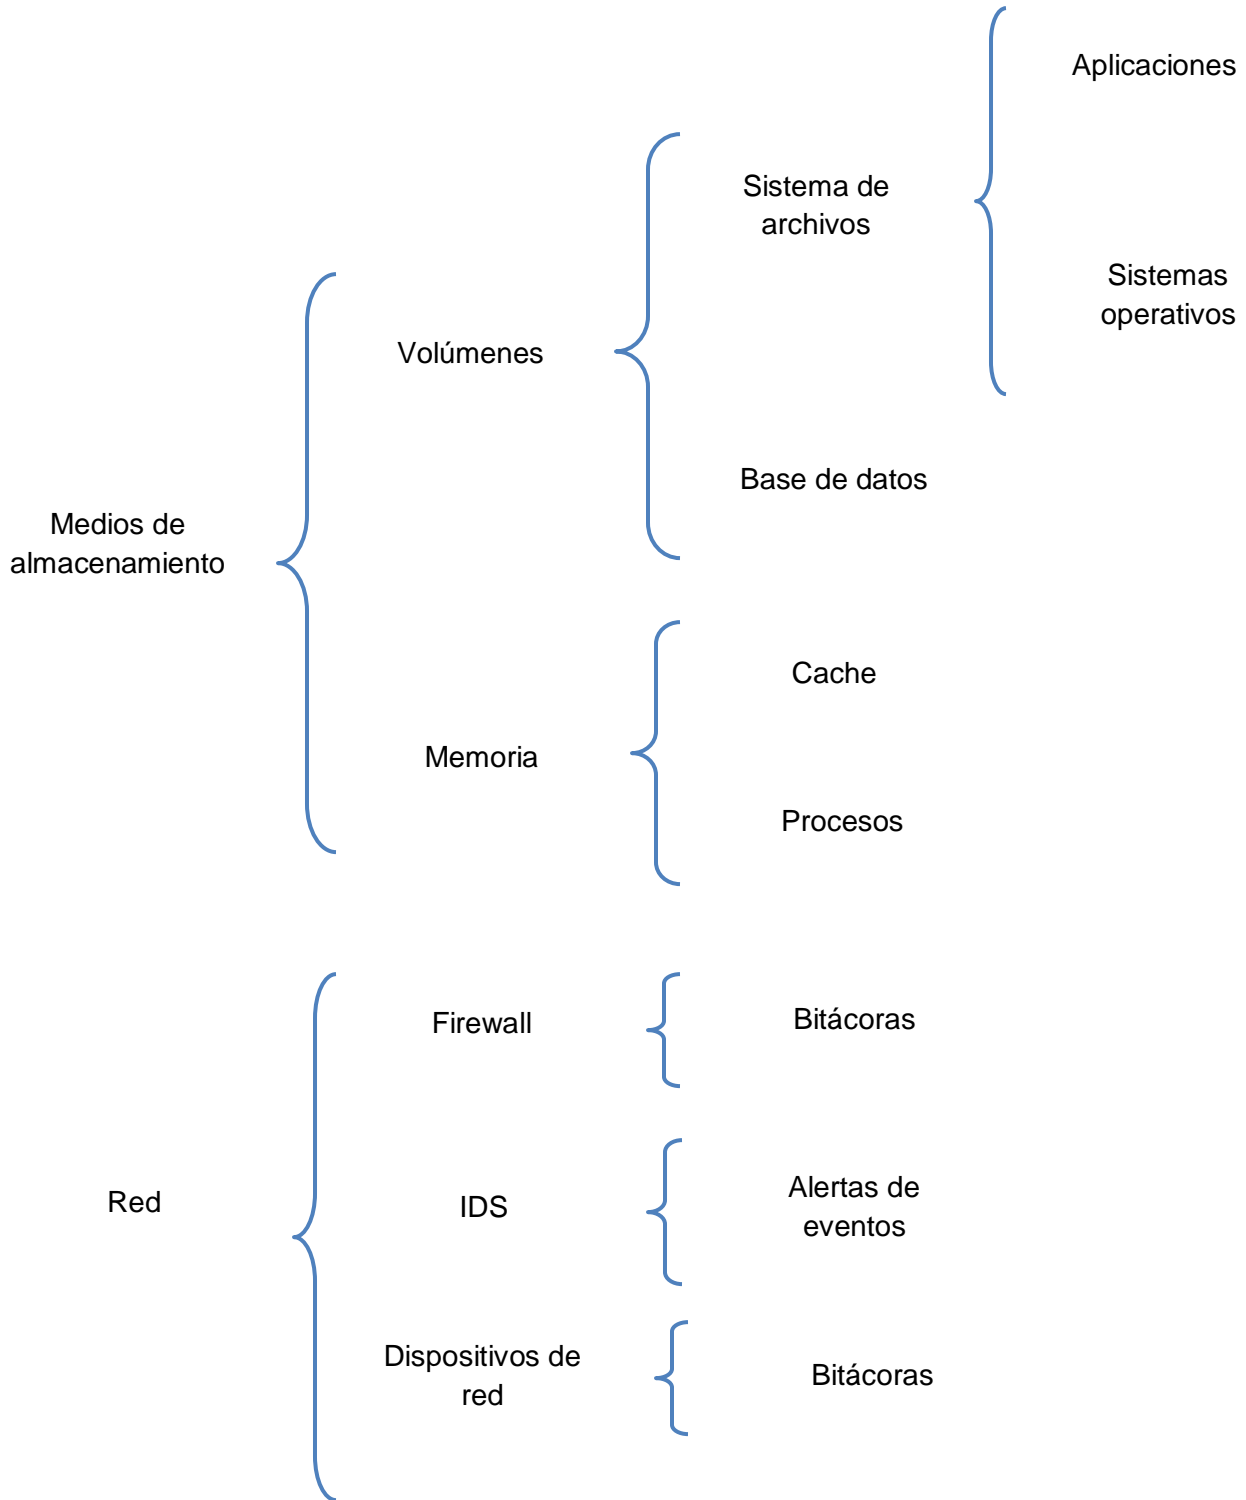 Aplicaciones
Sistema de
archivos
Sistemas
operativos
Volúmenes
Base de datos
Medios de
almacenamiento
Cache
Memoria
Procesos
Firewall
Bitácoras
Red
IDS
Alertas de
eventos
Dispositivos de
red
Bitácoras